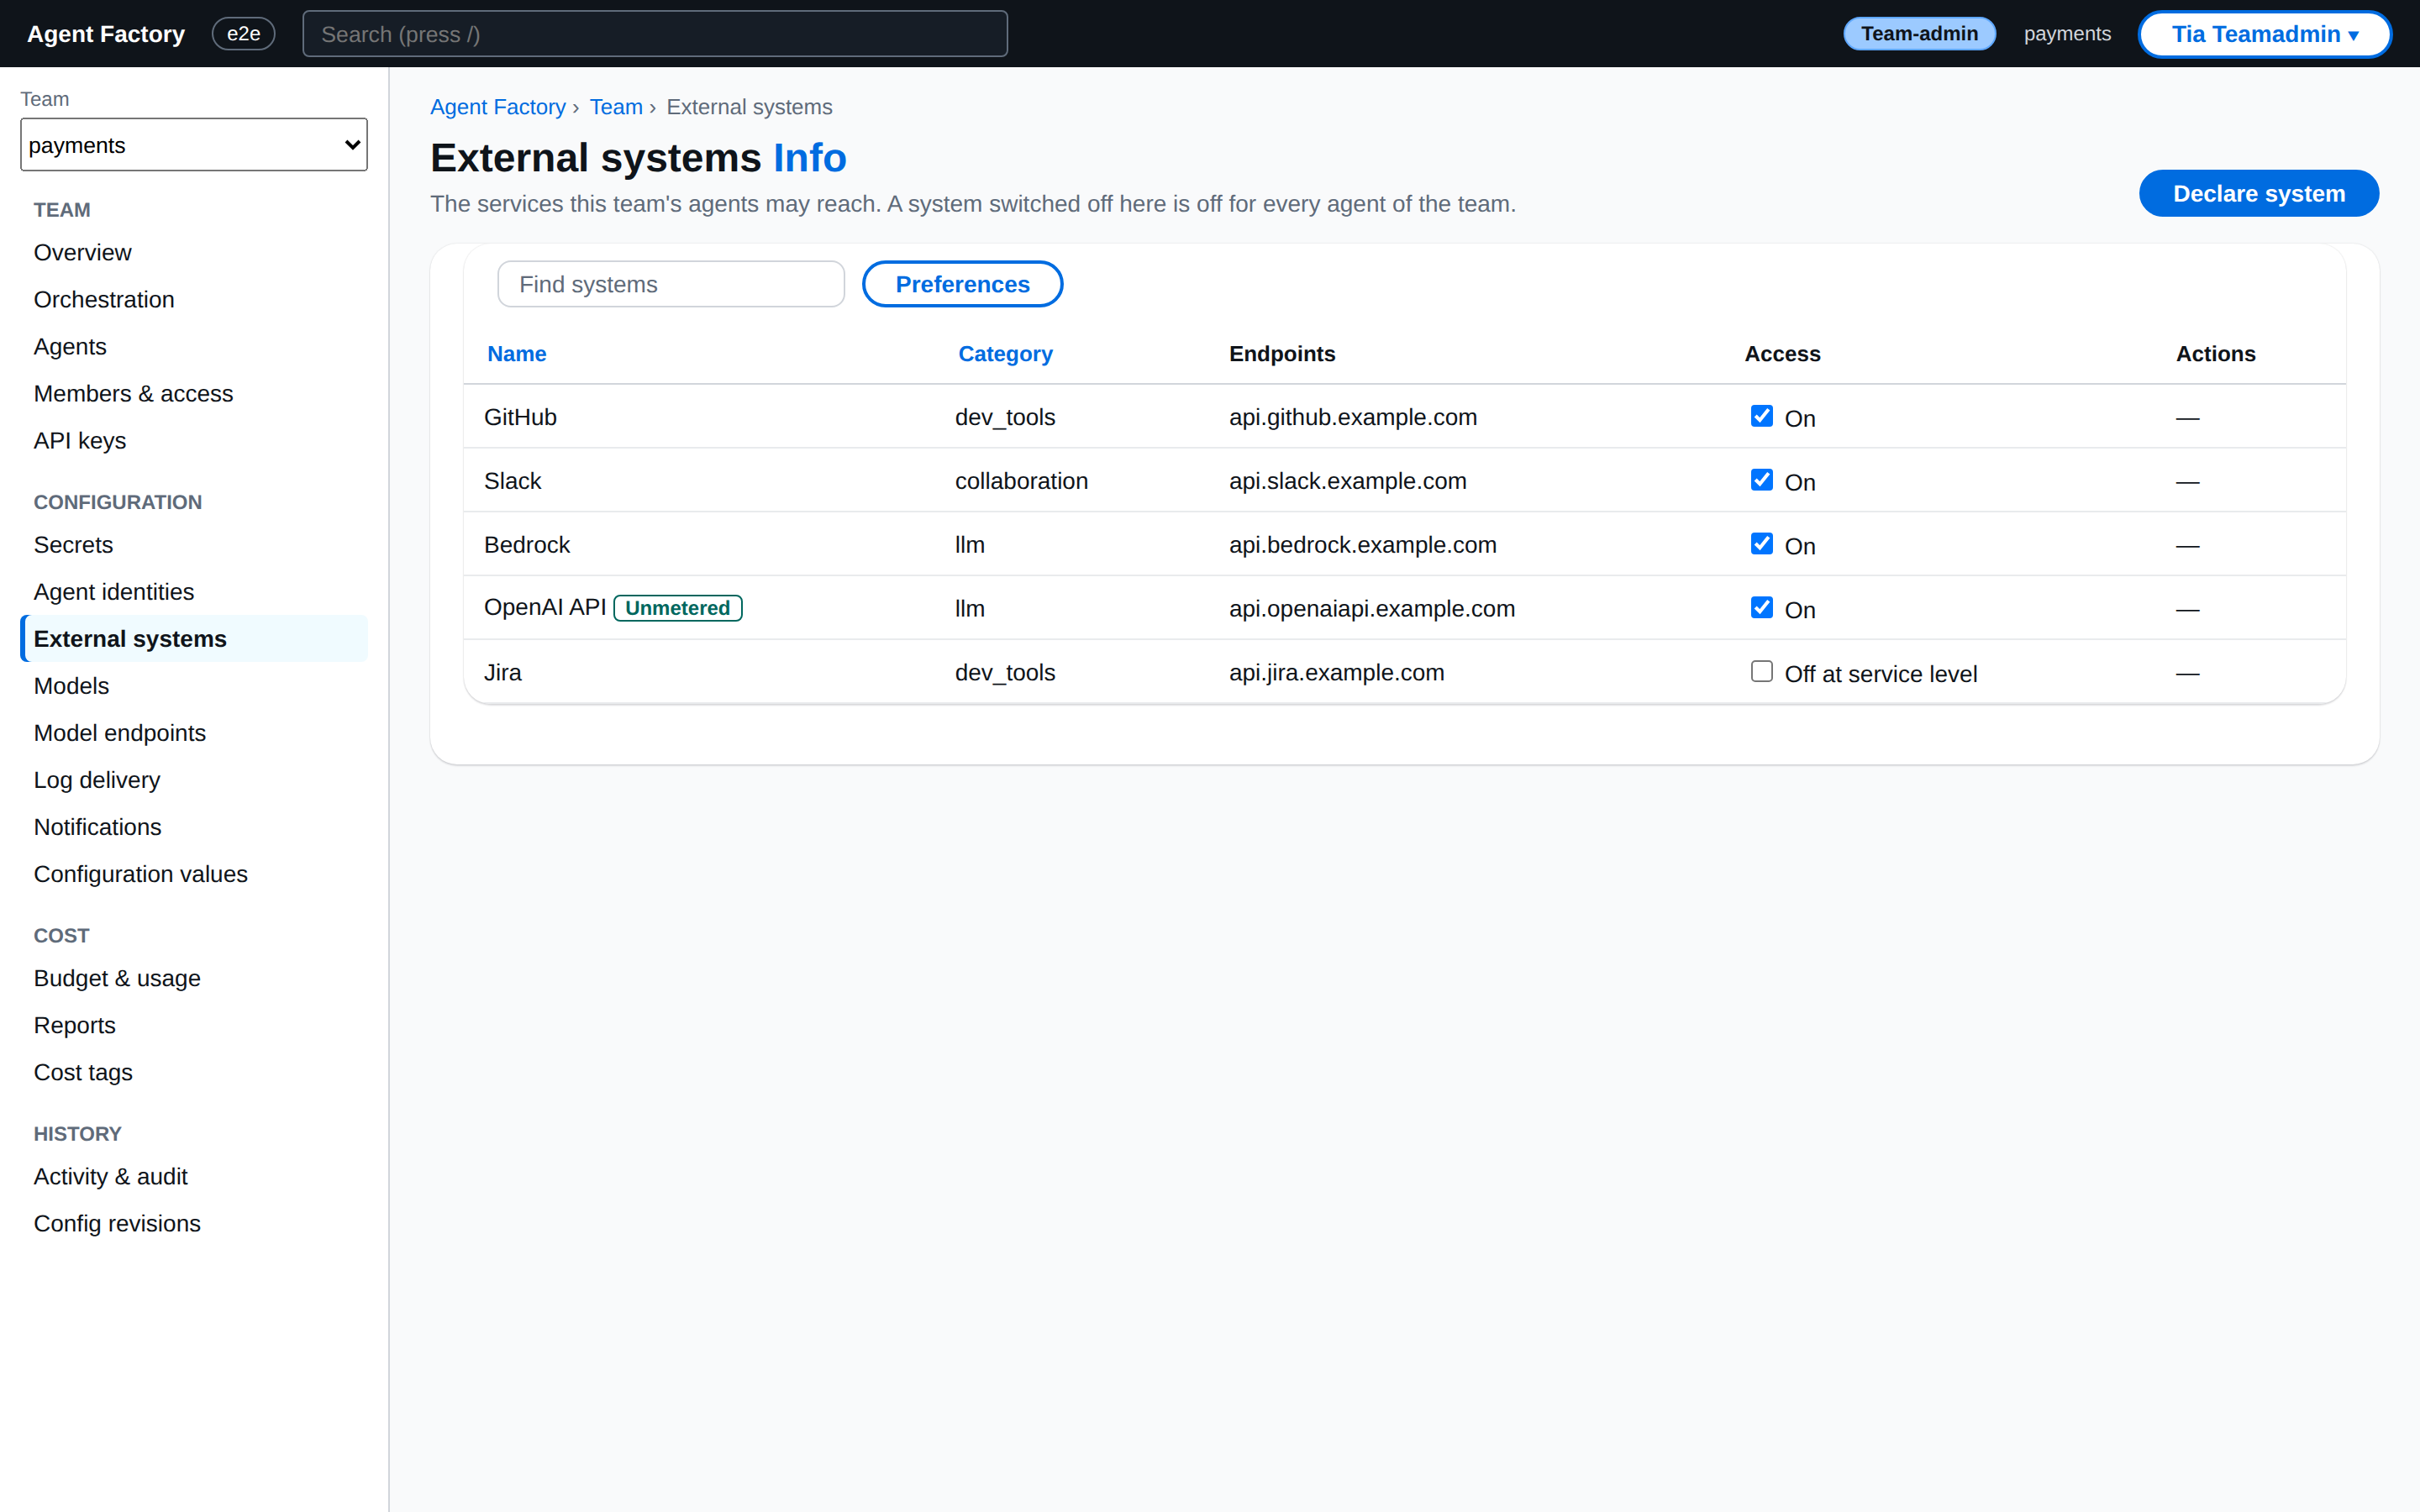 Agent Factory e2e Search (press /) Team-admin payments Tia Teamadmin ▾
Team
payments
TEAM
Overview
Orchestration
Agents
Members & access
API keys
CONFIGURATION
Secrets
Agent identities
External systems
Models
Model endpoints
Log delivery
Notifications
Configuration values
COST
Budget & usage
Reports
Cost tags
HISTORY
Activity & audit
Config revisions
Agent Factory › Team › External systems
External systems Info
The services this team's agents may reach. A system switched off here is off for every agent of the team.
Declare system
Find systems Preferences
Name Category Endpoints Access Actions
GitHub dev_tools api.github.example.com On —
Slack collaboration api.slack.example.com On —
Bedrock llm api.bedrock.example.com On —
OpenAI API Unmetered llm api.openaiapi.example.com On —
Jira dev_tools api.jira.example.com Off at service level —